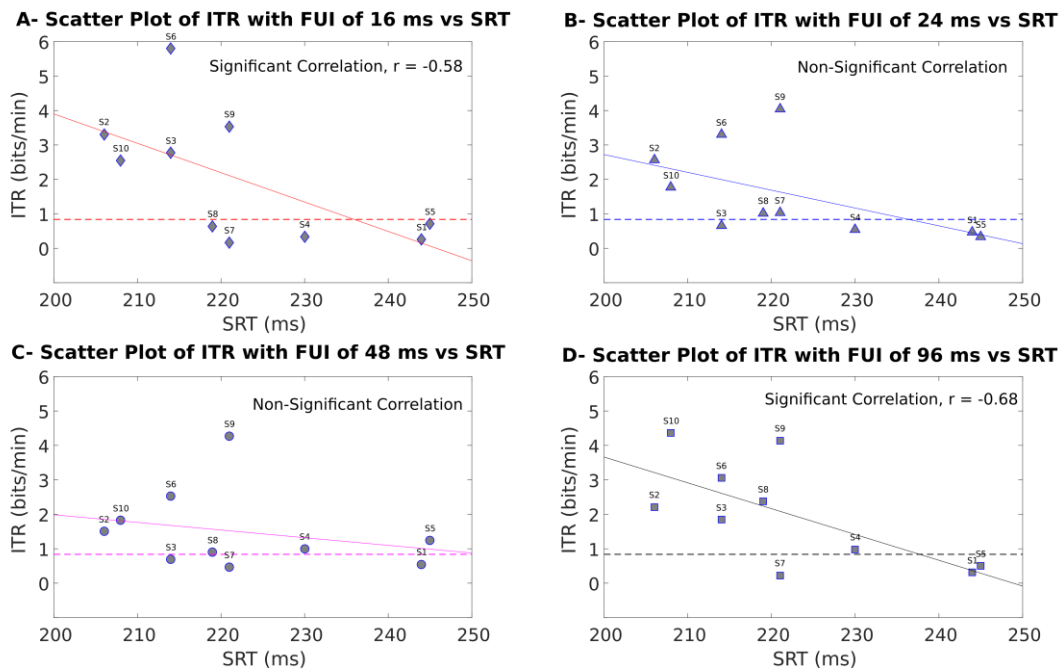 A- Scatter Plot of ITR with FUI of 16 ms vs SRT
Significant Correlation, r = -0.58
ITR (bits/min)
6
5
4
3
2
1
0
S6
S2
S10
S3
S9
S8
S7
S4
S1
S5
200 210 220 230 240 250
SRT (ms)
B- Scatter Plot of ITR with FUI of 24 ms vs SRT
Non-Significant Correlation
ITR (bits/min)
6
5
4
3
2
1
0
S2
S10
S6
S3
S9
S8
S7
S4
S1
S5
200 210 220 230 240 250
SRT (ms)
C- Scatter Plot of ITR with FUI of 48 ms vs SRT
Non-Significant Correlation
ITR (bits/min)
6
5
4
3
2
1
0
S2
S10
S6
S3
S9
S8
S7
S4
S1
S5
200 210 220 230 240 250
SRT (ms)
D- Scatter Plot of ITR with FUI of 96 ms vs SRT
Significant Correlation, r = -0.68
ITR (bits/min)
6
5
4
3
2
1
0
S10
S2
S6
S3
S9
S8
S7
S4
S1
S5
200 210 220 230 240 250
SRT (ms)